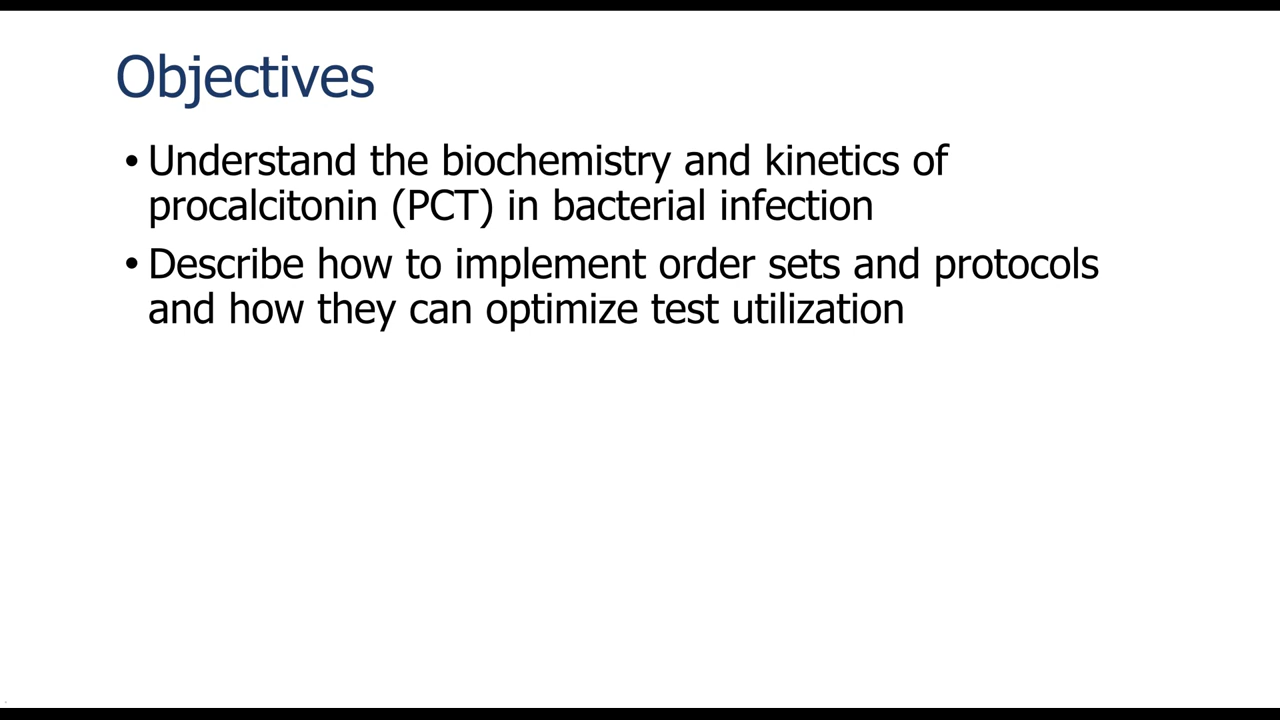 Objectives
• Understand the biochemistry and kinetics of
procalcitonin (PCT) in bacterial infection
• Describe how to implement order sets and protocols
and how they can optimize test utilization